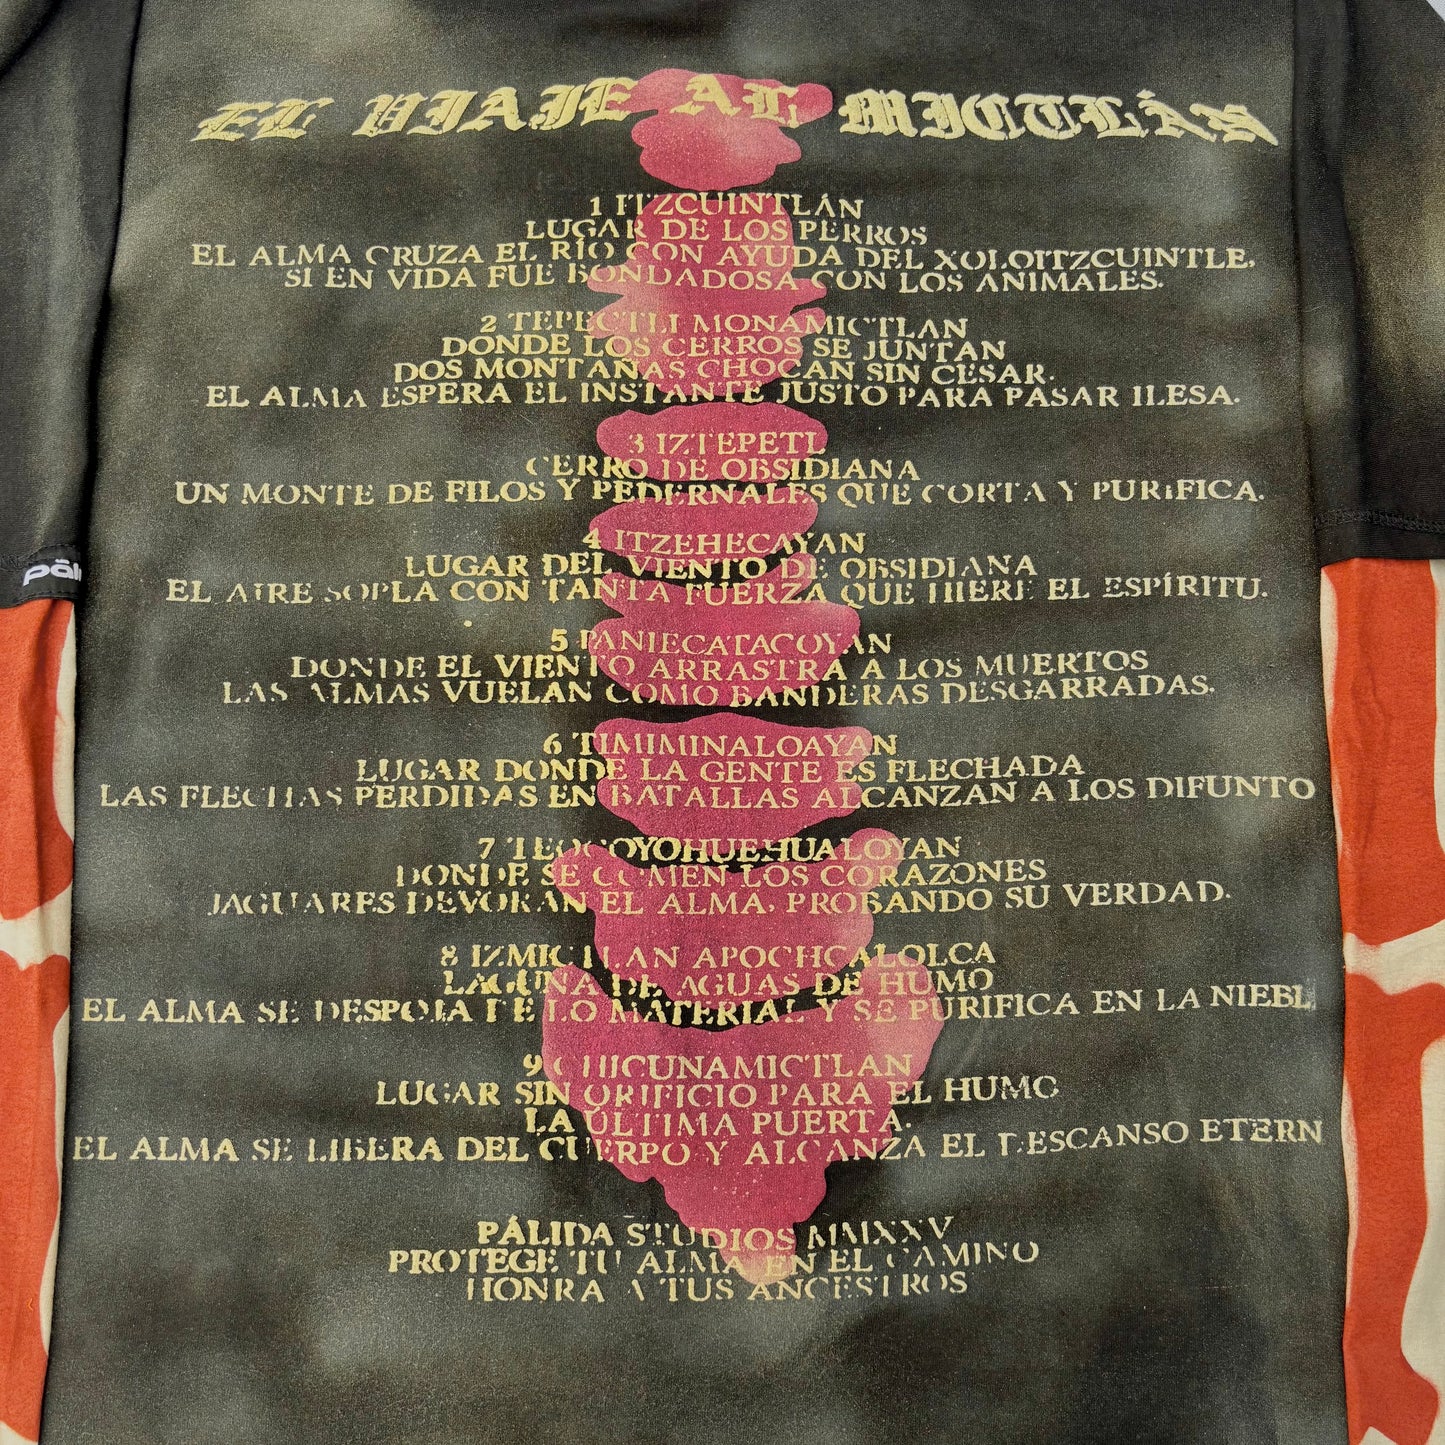 EL VIAJE AL MICTLÁN
1 ITZCUINTLÁN
LUGAR DE LOS PERROS
EL ALMA CRUZA EL RÍO CON AYUDA DEL XOLOITZCUINTLE,
SI EN VIDA FUE BONDADOSA CON LOS ANIMALES.
2 TEPECTLI MONAMICTLAN
DONDE LOS CERROS SE JUNTAN
DOS MONTAÑAS CHOCAN SIN CESAR.
EL ALMA ESPERA EL INSTANTE JUSTO PARA PASAR ILESA.
3 IZTEPETL
CERRO DE OBSIDIANA
UN MONTE DE FILOS Y PEDERNALES QUE CORTA Y PURIFICA.
4 ITZEHECAYAN
LUGAR DEL VIENTO DE OBSIDIANA
EL AIRE SOPLA CON TANTA FUERZA QUE HIERE EL ESPÍRITU.
päli
5 PANIECATACOYAN
DONDE EL VIENTO ARRASTRA A LOS MUERTOS
LAS ALMAS VUELAN COMO BANDERAS DESGARRADAS.
6 TIMIMINALOAYAN
LUGAR DONDE LA GENTE ES FLECHADA
LAS FLECHAS PERDIDAS EN BATALLAS ALCANZAN A LOS DIFUNTO
7 TEOCOYOHUEHUALOYAN
DONDE SE COMEN LOS CORAZONES
JAGUARES DEVORAN EL ALMA, PROBANDO SU VERDAD.
8 IZMICTLAN APOCHCALOLCA
LAGUNA DE AGUAS DE HUMO
EL ALMA SE DESPOJA DE LO MATERIAL Y SE PURIFICA EN LA NIEBL
9 CHICUNAMICTLAN
LUGAR SIN ORIFICIO PARA EL HUMO
LA ÚLTIMA PUERTA.
EL ALMA SE LIBERA DEL CUERPO Y ALCANZA EL DESCANSO ETERN
PÁLIDA STUDIOS MMXXV
PROTEGE TU ALMA EN EL CAMINO
HONRA A TUS ANCESTROS